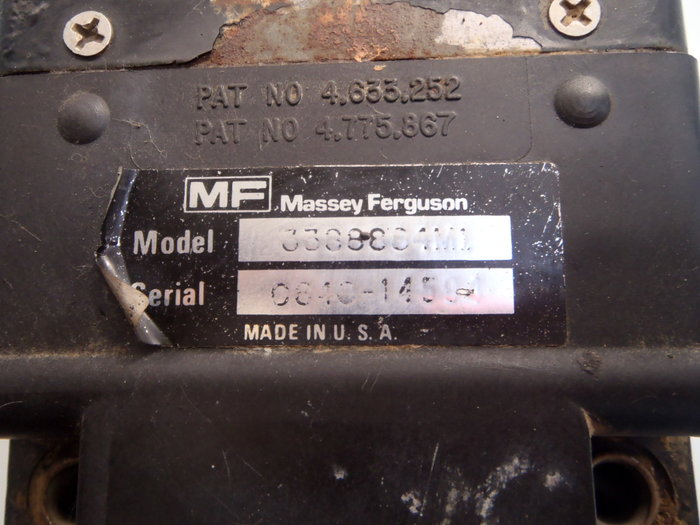 PAT NO 4.633.252
PAT NO 4.775.867
MF Massey Ferguson
Model
Serial
MADE IN U. S. A.